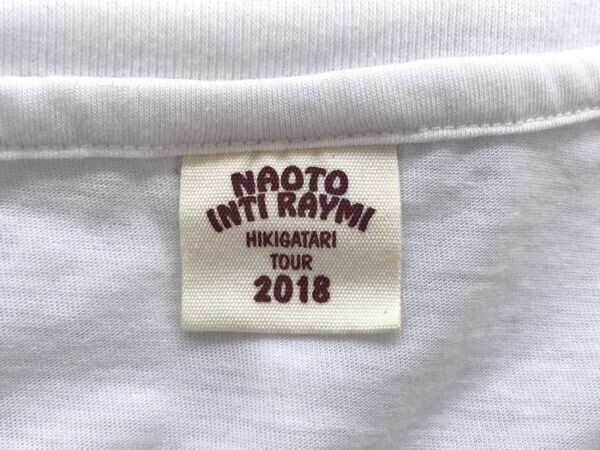 NAOTO
INTI RAYMI
HIKIGATARI
TOUR
2018